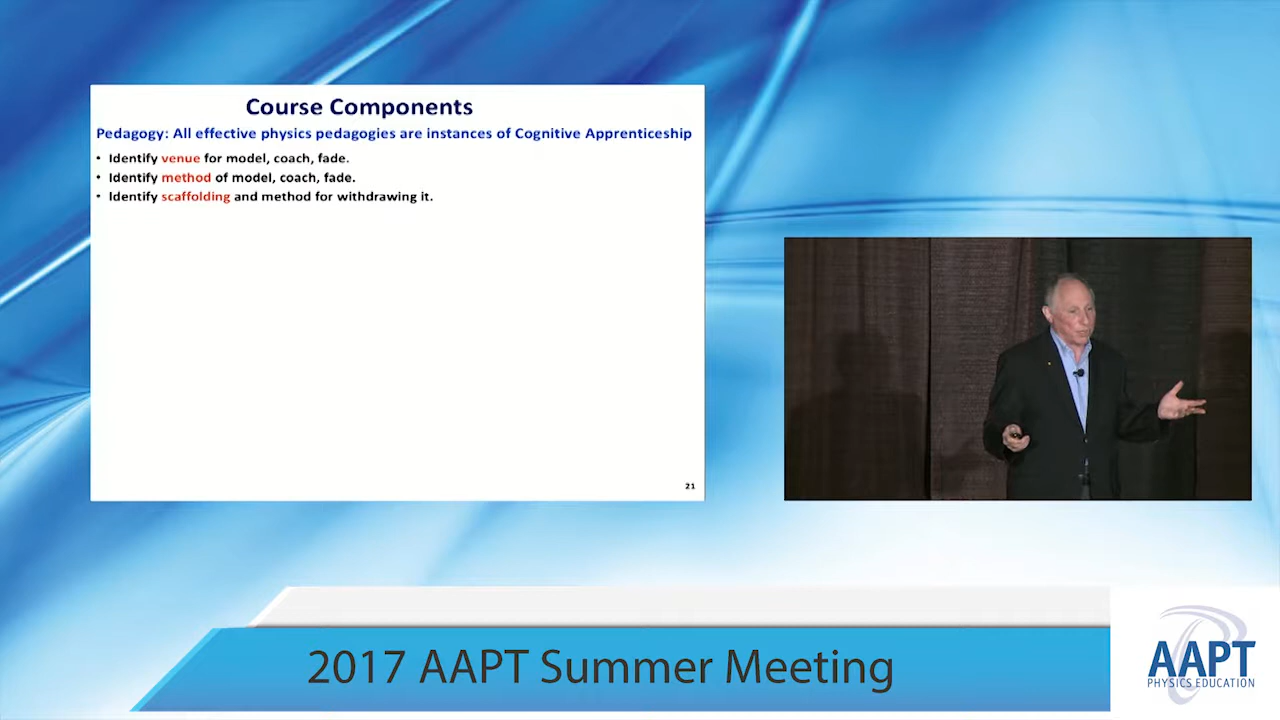 Course Components
Pedagogy: All effective physics pedagogies are instances of Cognitive Apprenticeship
• Identify venue for model, coach, fade.
• Identify method of model, coach, fade.
• Identify scaffolding and method for withdrawing it.
21
2017 AAPT Summer Meeting
AAPT
PHYSICS EDUCATION